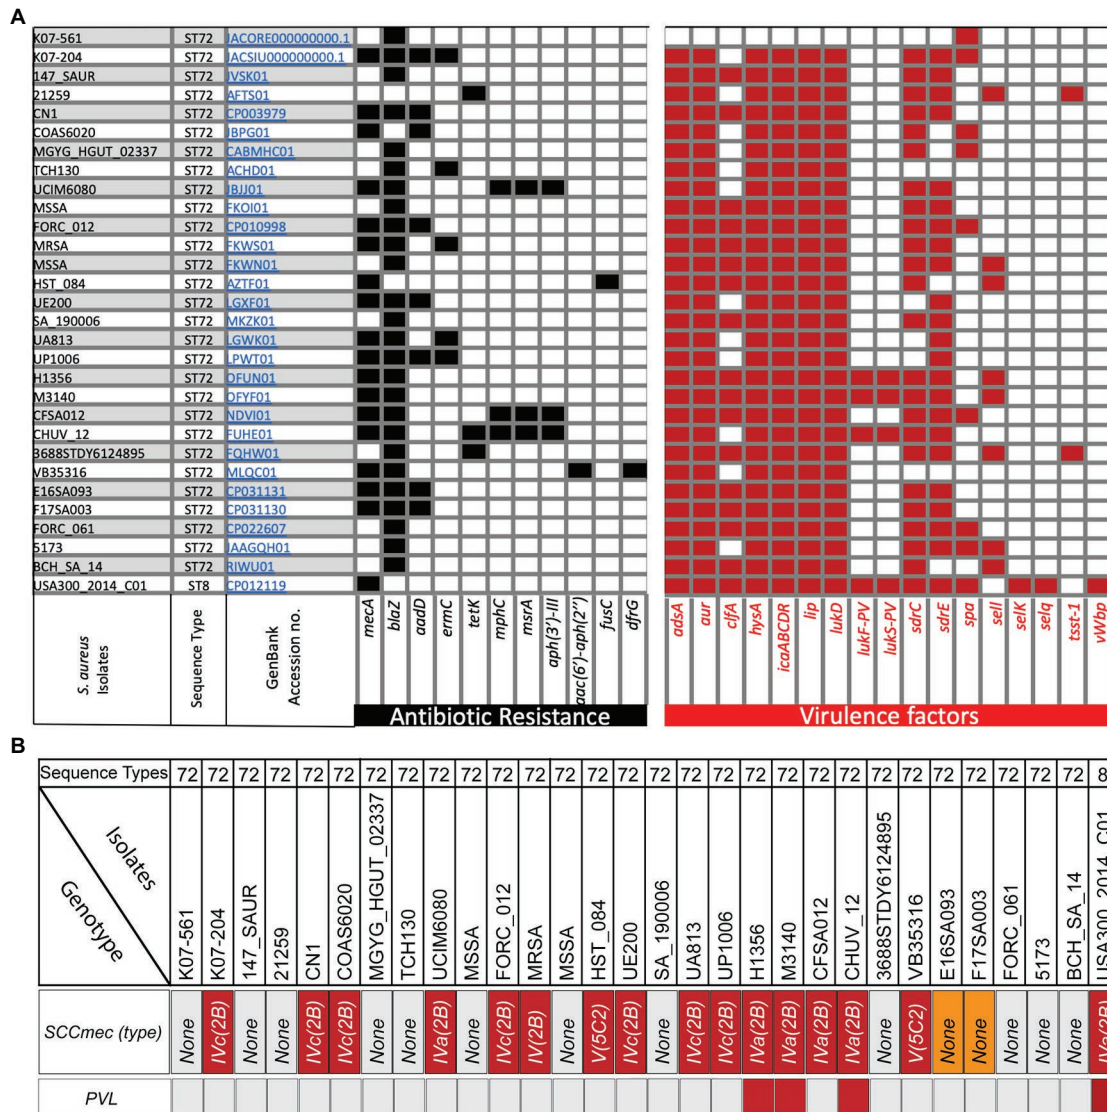 A
K07-561 ST72 JACORE000000000.1
K07-204 ST72 JACSIU000000000.1
147_SAUR ST72 JVSK01
21259 ST72 AFTS01
CN1 ST72 CP003979
COAS6020 ST72 JBPG01
MGYG_HGUT_02337 ST72 CABMHC01
TCH130 ST72 ACHD01
UCIM6080 ST72 JBJJ01
MSSA ST72 FKOI01
FORC_012 ST72 CP010998
MRSA ST72 FKWS01
MSSA ST72 FKWN01
HST_084 ST72 AZTF01
UE200 ST72 LGXF01
SA_190006 ST72 MKZK01
UA813 ST72 LGWK01
UP1006 ST72 LPWT01
H1356 ST72 OFUN01
M3140 ST72 OFYF01
CFSA012 ST72 NDVI01
CHUV_12 ST72 FUHE01
3688STDY6124895 ST72 FQHW01
VB35316 ST72 MLQC01
E16SA093 ST72 CP031131
F17SA003 ST72 CP031130
FORC_061 ST72 CP022607
5173 ST72 JAAGQH01
BCH_SA_14 ST72 RIWU01
USA300_2014_C01 ST8 CP012119
S. aureus
Isolates
Sequence Type
GenBank
Accession no.
mecA
blaZ
aadD
ermC
tetK
mphC
msrA
aph(3')-III
aac(6')-aph(2'')
fusC
dfrG
adsA
aur
clfA
hysA
icaABCDR
lip
lukD
lukF-PV
lukS-PV
sdrC
sdrE
spa
sell
selK
selq
tsst-1
vWbp
Antibiotic Resistance
Virulence factors
B
Sequence Types 72 72 72 72 72 72 72 72 72 72 72 72 72 72 72 72 72 72 72 72 72 72 72 72 72 72 72 72 72 8
Isolates
Genotype
K07-561
K07-204
147_SAUR
21259
CN1
COAS6020
MGYG_HGUT_02337
TCH130
UCIM6080
MSSA
FORC_012
MRSA
MSSA
HST_084
UE200
SA_190006
UA813
UP1006
H1356
M3140
CFSA012
CHUV_12
3688STDY6124895
VB35316
E16SA093
F17SA003
FORC_061
5173
BCH_SA_14
USA300_2014_C01
SCCmec (type)
None
IVc(2B)
None
None
IVc(2B)
IVc(2B)
None
None
IVa(2B)
None
IVc(2B)
IV(2B)
None
V(5C2)
IVc(2B)
None
IVc(2B)
IVc(2B)
IVa(2B)
IVa(2B)
IVa(2B)
IVa(2B)
None
V(5C2)
None
None
None
None
None
PVL